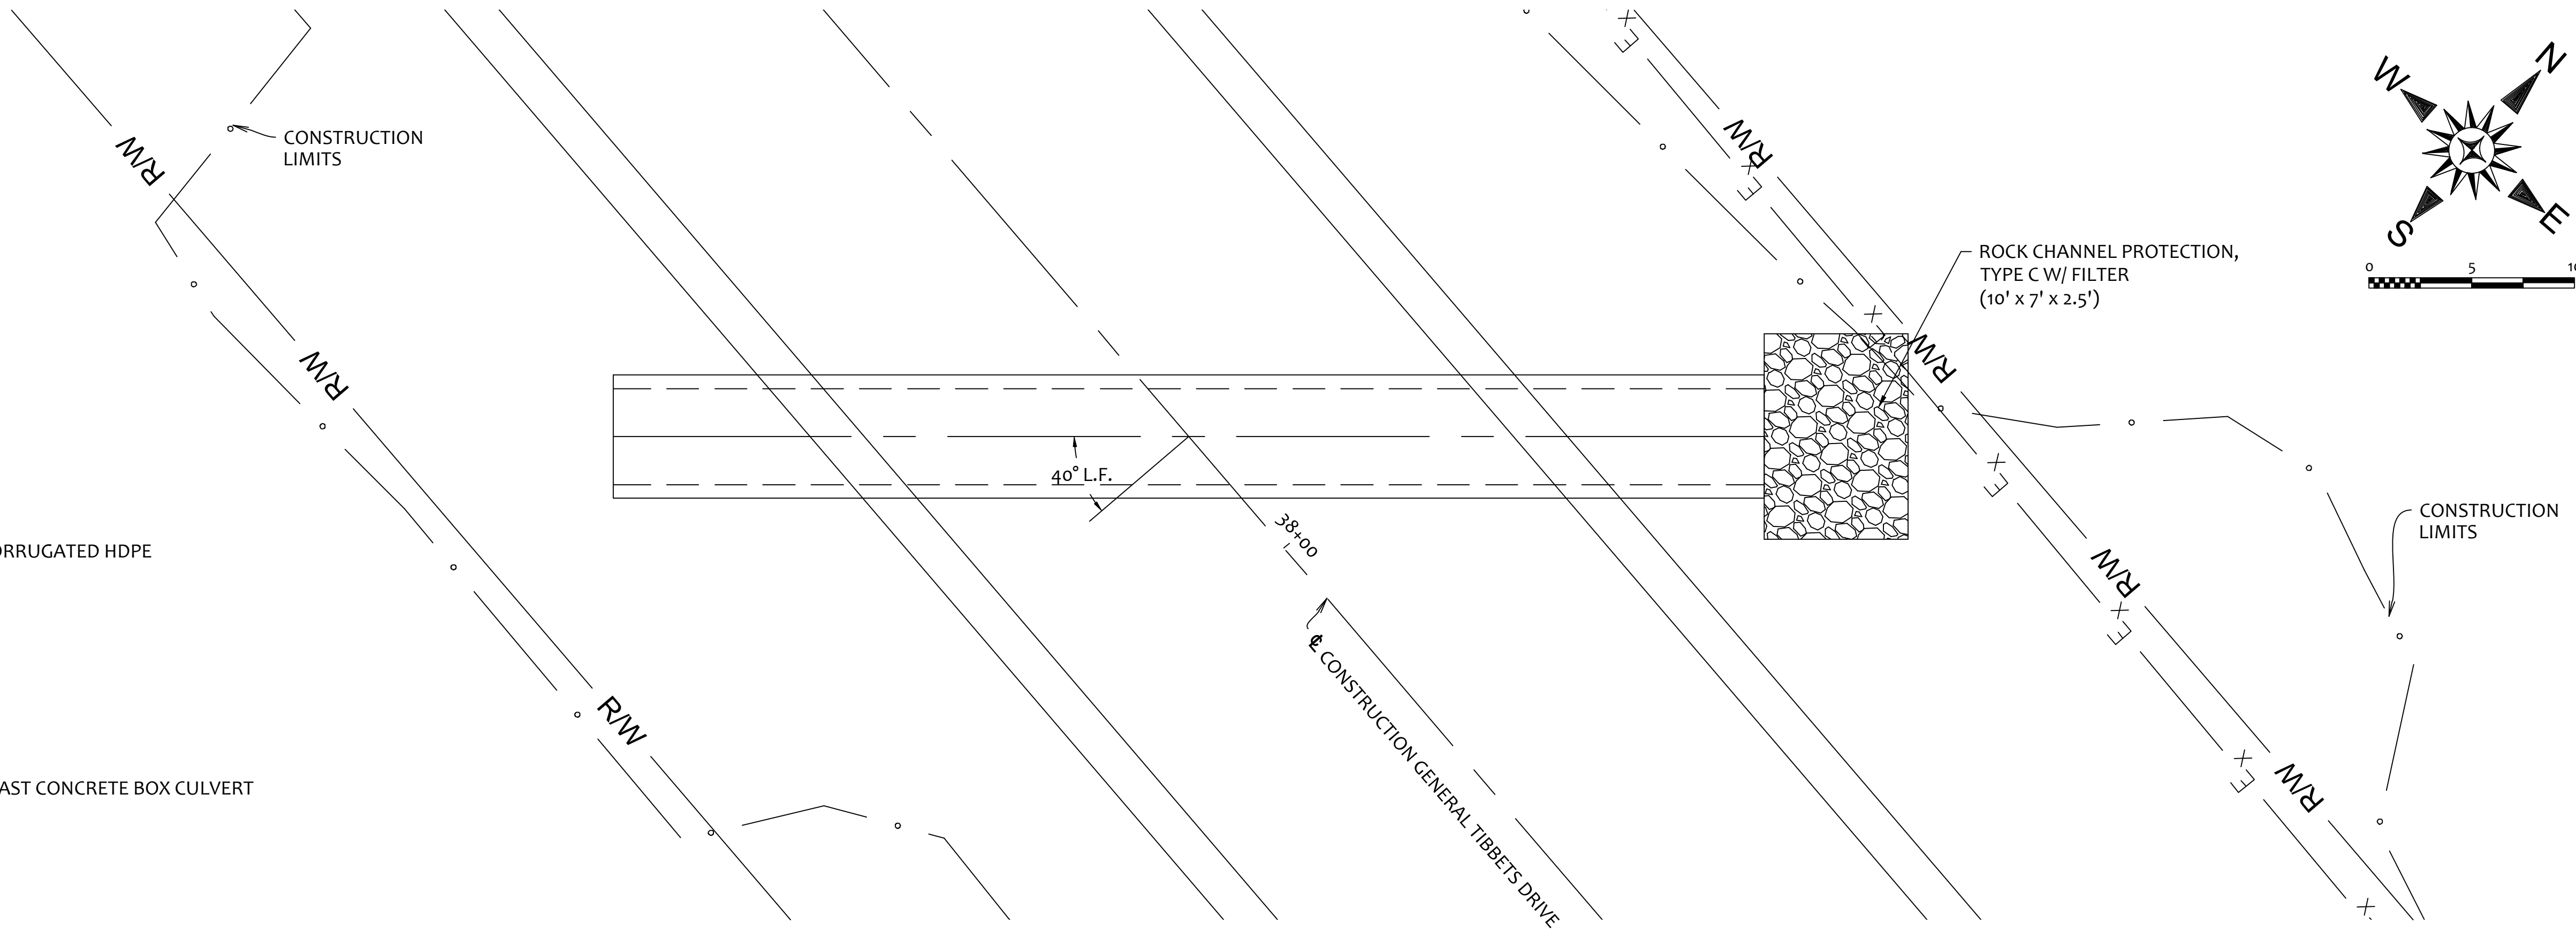 R/W
CONSTRUCTION
LIMITS
R/W
R/W
38+00
℄ CONSTRUCTION GENERAL TIBBETS DRIVE
40° L.F.
X
E
R/W
X
E
X
R/W
X
E
R/W
X
E
X
E
R/W
X
ROCK CHANNEL PROTECTION,
TYPE C W/ FILTER
(10' x 7' x 2.5')
CONSTRUCTION
LIMITS
N
W
E
S
0 5 10
ORRUGATED HDPE
AST CONCRETE BOX CULVERT